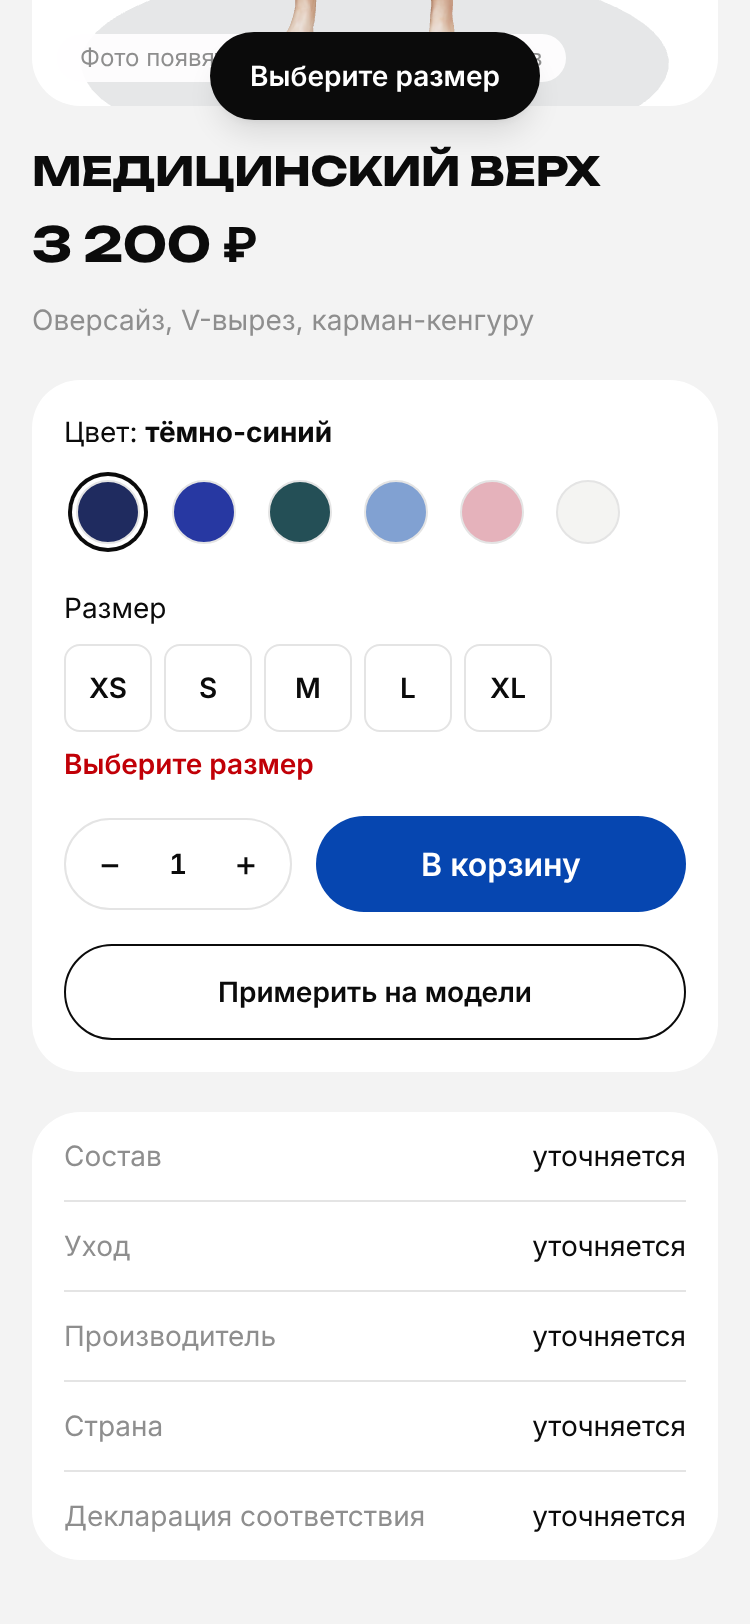 Фото
Выберите размер
МЕДИЦИНСКИЙ ВЕРХ
3 200 ₽
Оверсайз, V-вырез, карман-кенгуру
Цвет: тёмно-синий
Размер
XS S M L XL
Выберите размер
− 1 + В корзину
Примерить на модели
Состав уточняется
Уход уточняется
Производитель уточняется
Страна уточняется
Декларация соответствия уточняется